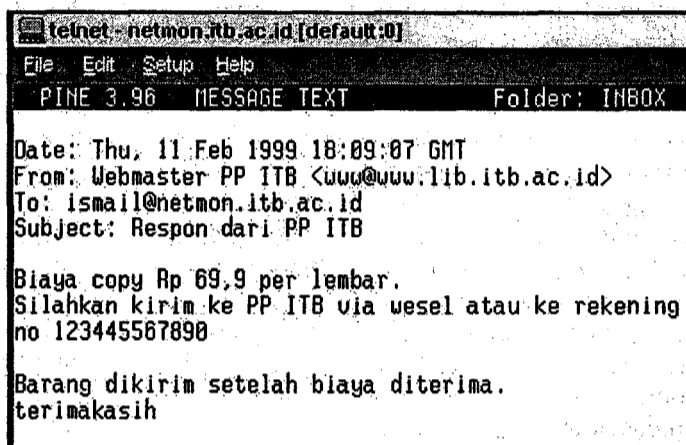 telnet - netmon.itb.ac.id [default:0]
File Edit Setup Help
PINE 3.96 MESSAGE TEXT Folder: INBOX
Date: Thu, 11 Feb 1999 18:09:07 GMT
From: Webmaster PP ITB <www@www.lib.itb.ac.id>
To: ismail@netmon.itb.ac.id
Subject: Respon dari PP ITB
Biaya copy Rp 69,9 per lembar.
Silahkan kirim ke PP ITB via wesel atau ke rekening
no 123445567890
Barang dikirim setelah biaya diterima.
terimakasih